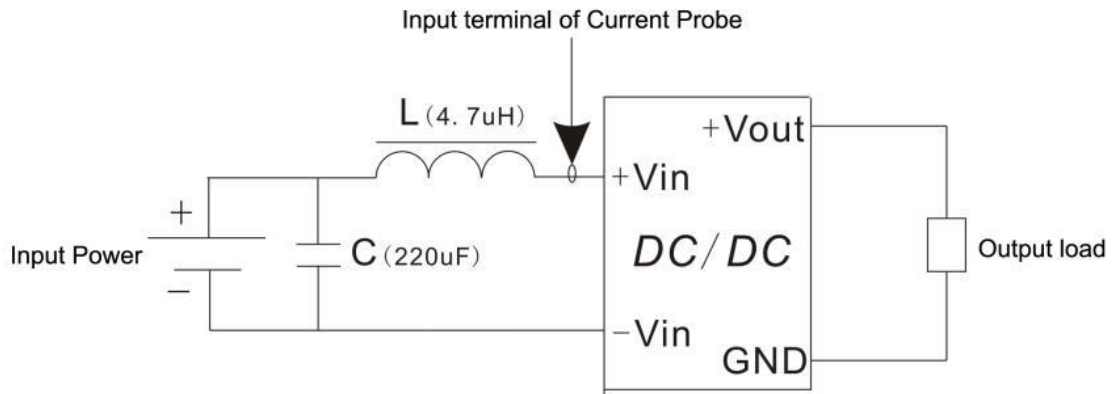 Input terminal of Current Probe
L (4. 7uH)
+Vout
+Vin
+
Input Power
C (220uF)
DC/DC
Output load
−
−Vin
GND